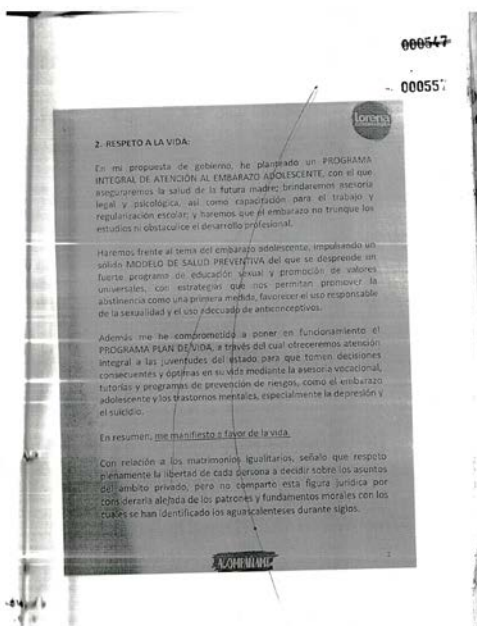 000547
000557
Lorena
2. RESPETO A LA VIDA:
En mi propuesta de gobierno, he planteado un PROGRAMA
INTEGRAL DE ATENCIÓN AL EMBARAZO ADOLESCENTE, con el que
aseguraremos la salud de la futura madre; brindaremos asesoría
legal y psicológica, así como capacitación para el trabajo y
regularización escolar; y haremos que el embarazo no trunque los
estudios ni obstaculice el desarrollo profesional.
Haremos frente al tema del embarazo adolescente, impulsando un
sólido MODELO DE SALUD PREVENTIVA del que se desprende un
fuerte programa de educación sexual y promoción de valores
universales, con estrategias que nos permitan promover la
abstinencia como una primera medida, favorecer el uso responsable
de la sexualidad y el uso adecuado de anticonceptivos.
Además me he comprometido a poner en funcionamiento el
PROGRAMA PLAN DE VIDA, a través del cual ofreceremos atención
integral a las juventudes del estado para que tomen decisiones
consecuentes y óptimas en su vida mediante la asesoría vocacional,
tutorías y programas de prevención de riesgos, como el embarazo
adolescente y los trastornos mentales, especialmente la depresión y
el suicidio.
En resumen, me manifiesto a favor de la vida.
Con relación a los matrimonios igualitarios, señalo que respeto
plenamente la libertad de cada persona a decidir sobre los asuntos
del ámbito privado, pero no comparto esta figura jurídica por
considerarla alejada de los patrones y fundamentos morales con los
cuales se han identificado los aguascalentenses durante siglos.
ACOMPÁÑAME
2